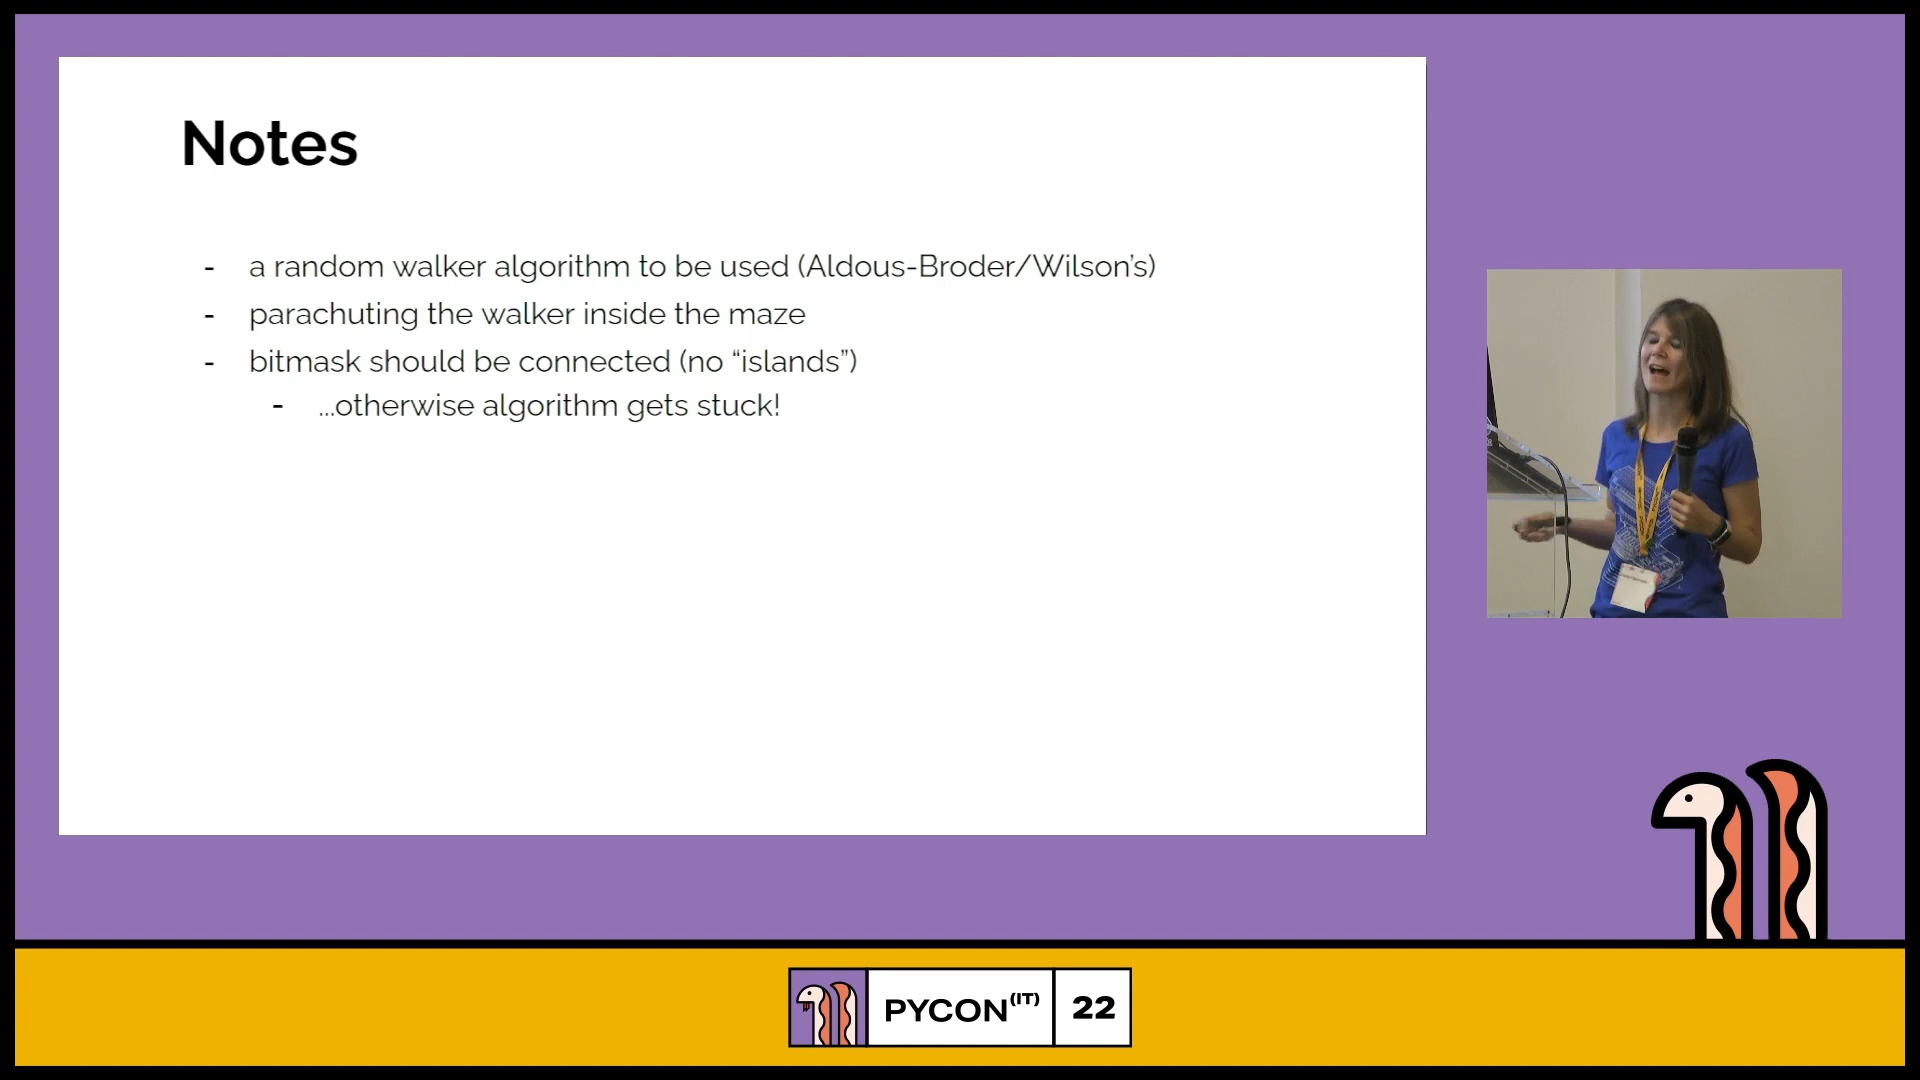 Notes
- a random walker algorithm to be used (Aldous-Broder/Wilson's)
- parachuting the walker inside the maze
- bitmask should be connected (no “islands”)
- ...otherwise algorithm gets stuck!
PYCON(IT) 22